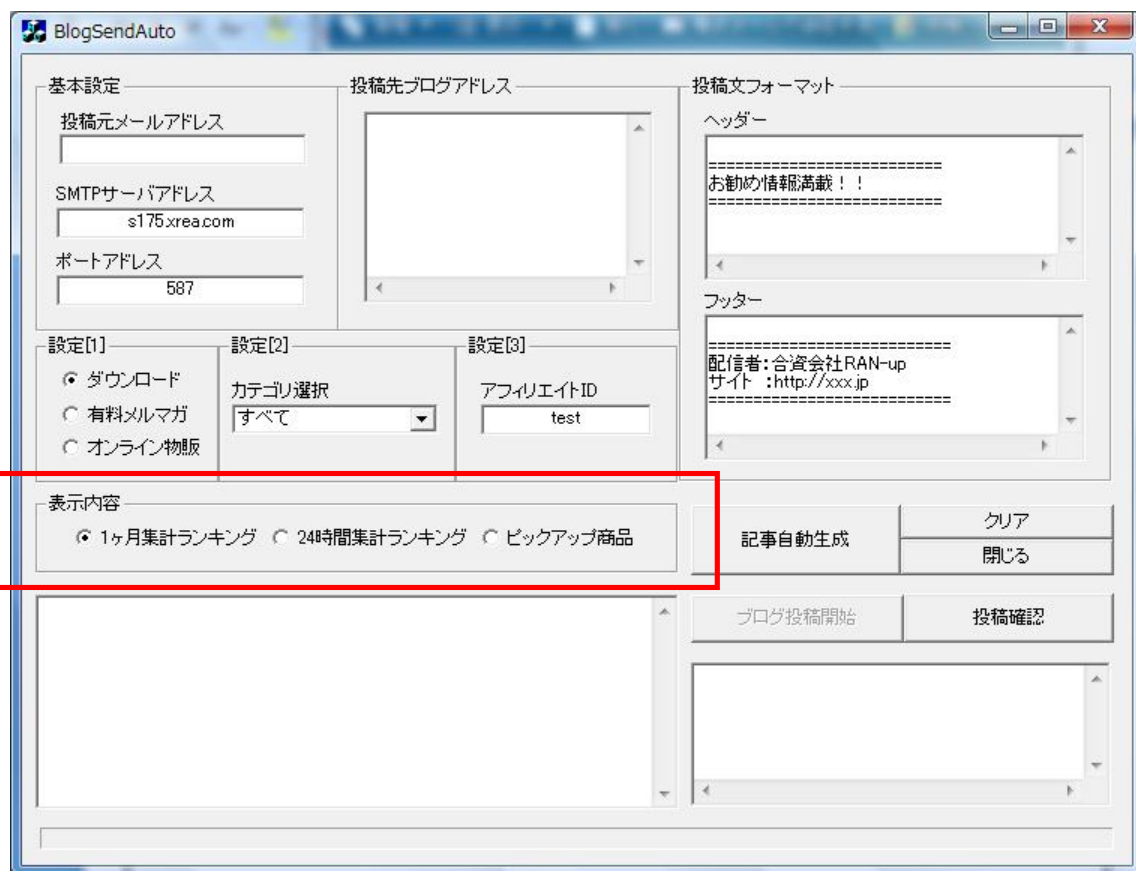 BlogSendAuto
基本設定
投稿元メールアドレス
SMTPサーバアドレス
s175.xrea.com
ポートアドレス
587
投稿先ブログアドレス
投稿文フォーマット
ヘッダー
==========================
お勧め情報満載！！
==========================
フッター
===========================
配信者:合資会社RAN-up
サイト :http://xxx.jp
===========================
設定[1]
ダウンロード
有料メルマガ
オンライン物販
設定[2]
カテゴリ選択
すべて
設定[3]
アフィリエイトID
test
表示内容
1ヶ月集計ランキング 24時間集計ランキング ピックアップ商品
記事自動生成
クリア
閉じる
ブログ投稿開始
投稿確認